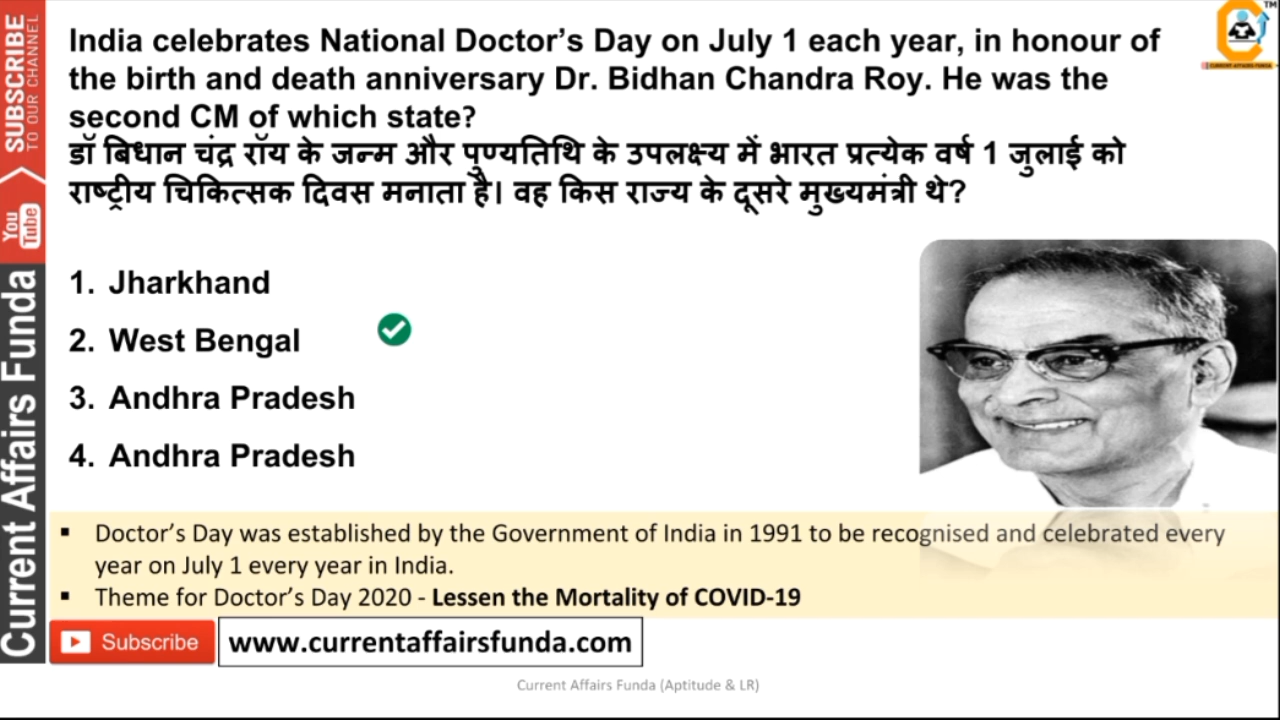 India celebrates National Doctor's Day on July 1 each year, in honour of
the birth and death anniversary Dr. Bidhan Chandra Roy. He was the
second CM of which state?
डॉ बिधान चंद्र रॉय के जन्म और पुण्यतिथि के उपलक्ष्य में भारत प्रत्येक वर्ष 1 जुलाई को
राष्ट्रीय चिकित्सक दिवस मनाता है। वह किस राज्य के दूसरे मुख्यमंत्री थे?
1. Jharkhand
2. West Bengal
3. Andhra Pradesh
4. Andhra Pradesh
▪ Doctor's Day was established by the Government of India in 1991 to be recognised and celebrated every
year on July 1 every year in India.
▪ Theme for Doctor's Day 2020 - Lessen the Mortality of COVID-19
Subscribe
www.currentaffairsfunda.com
Current Affairs Funda (Aptitude & LR)
SUBSCRIBE
TO OUR CHANNEL
You
Tube
Current Affairs Funda
TM
CURRENT AFFAIRS FUNDA